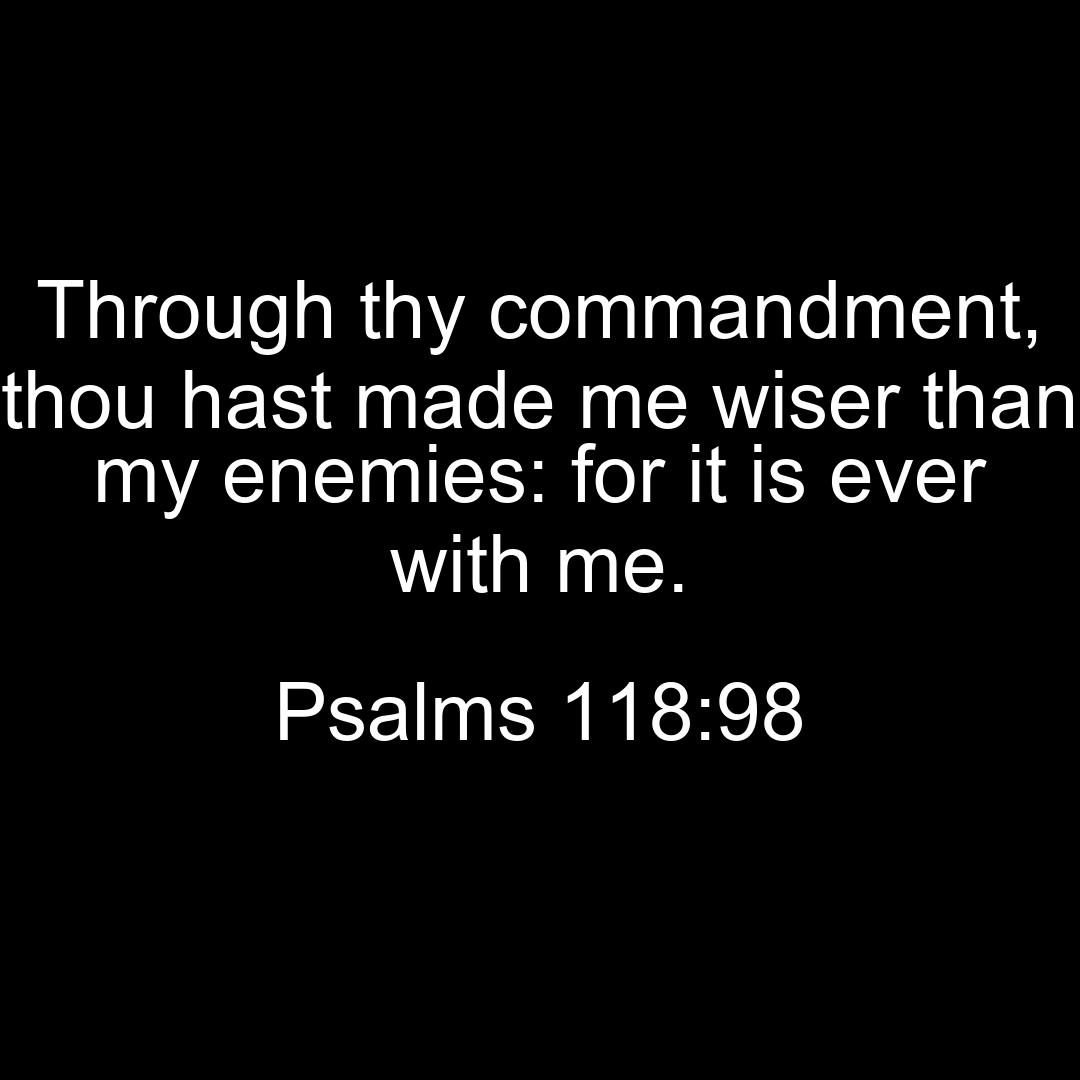 Through thy commandment,
thou hast made me wiser than
my enemies: for it is ever
with me.
Psalms 118:98